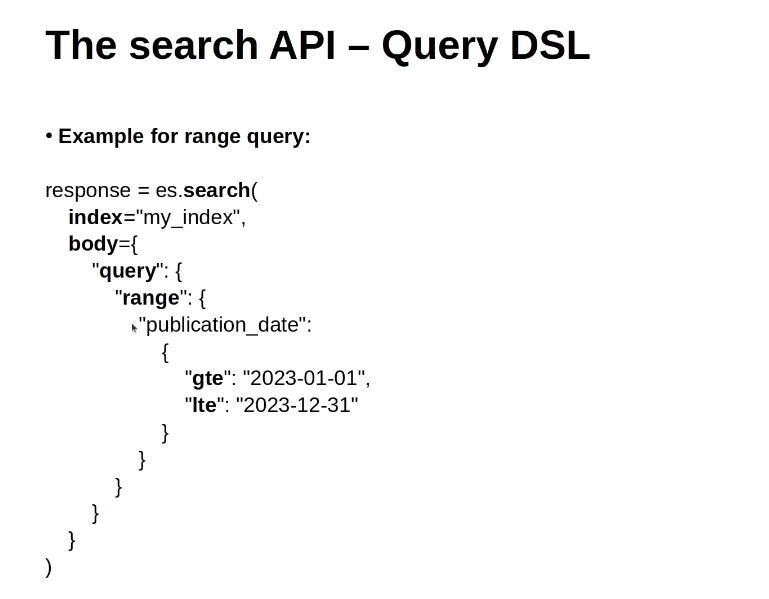 The search API – Query DSL
• Example for range query:
response = es.search(
index="my_index",
body={
"query": {
"range": {
"publication_date":
{
"gte": "2023-01-01",
"lte": "2023-12-31"
}
}
}
}
}
)